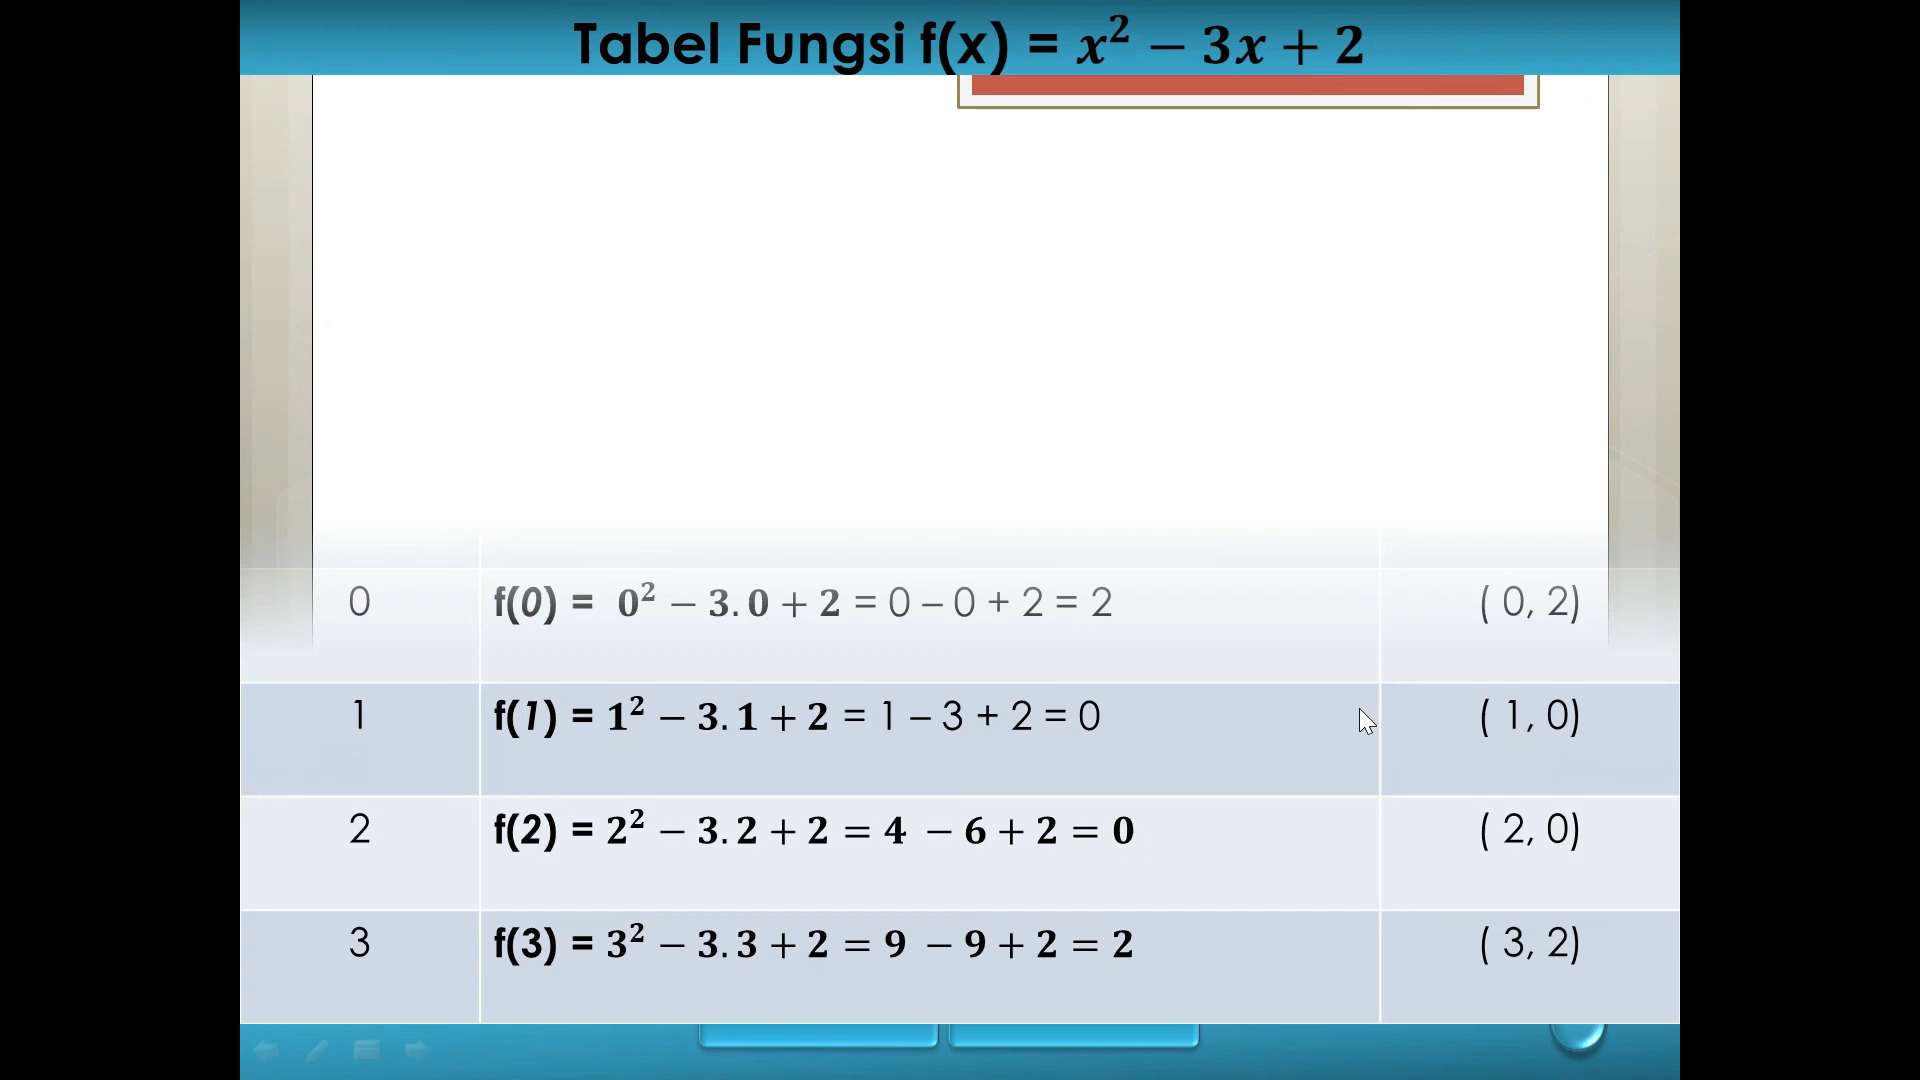 Tabel Fungsi f(x) = x² − 3x + 2
0 f(0) = 0² − 3. 0 + 2 = 0 – 0 + 2 = 2 ( 0, 2)
1 f(1) = 1² − 3. 1 + 2 = 1 – 3 + 2 = 0 ( 1, 0)
2 f(2) = 2² − 3. 2 + 2 = 4 − 6 + 2 = 0 ( 2, 0)
3 f(3) = 3² − 3. 3 + 2 = 9 − 9 + 2 = 2 ( 3, 2)